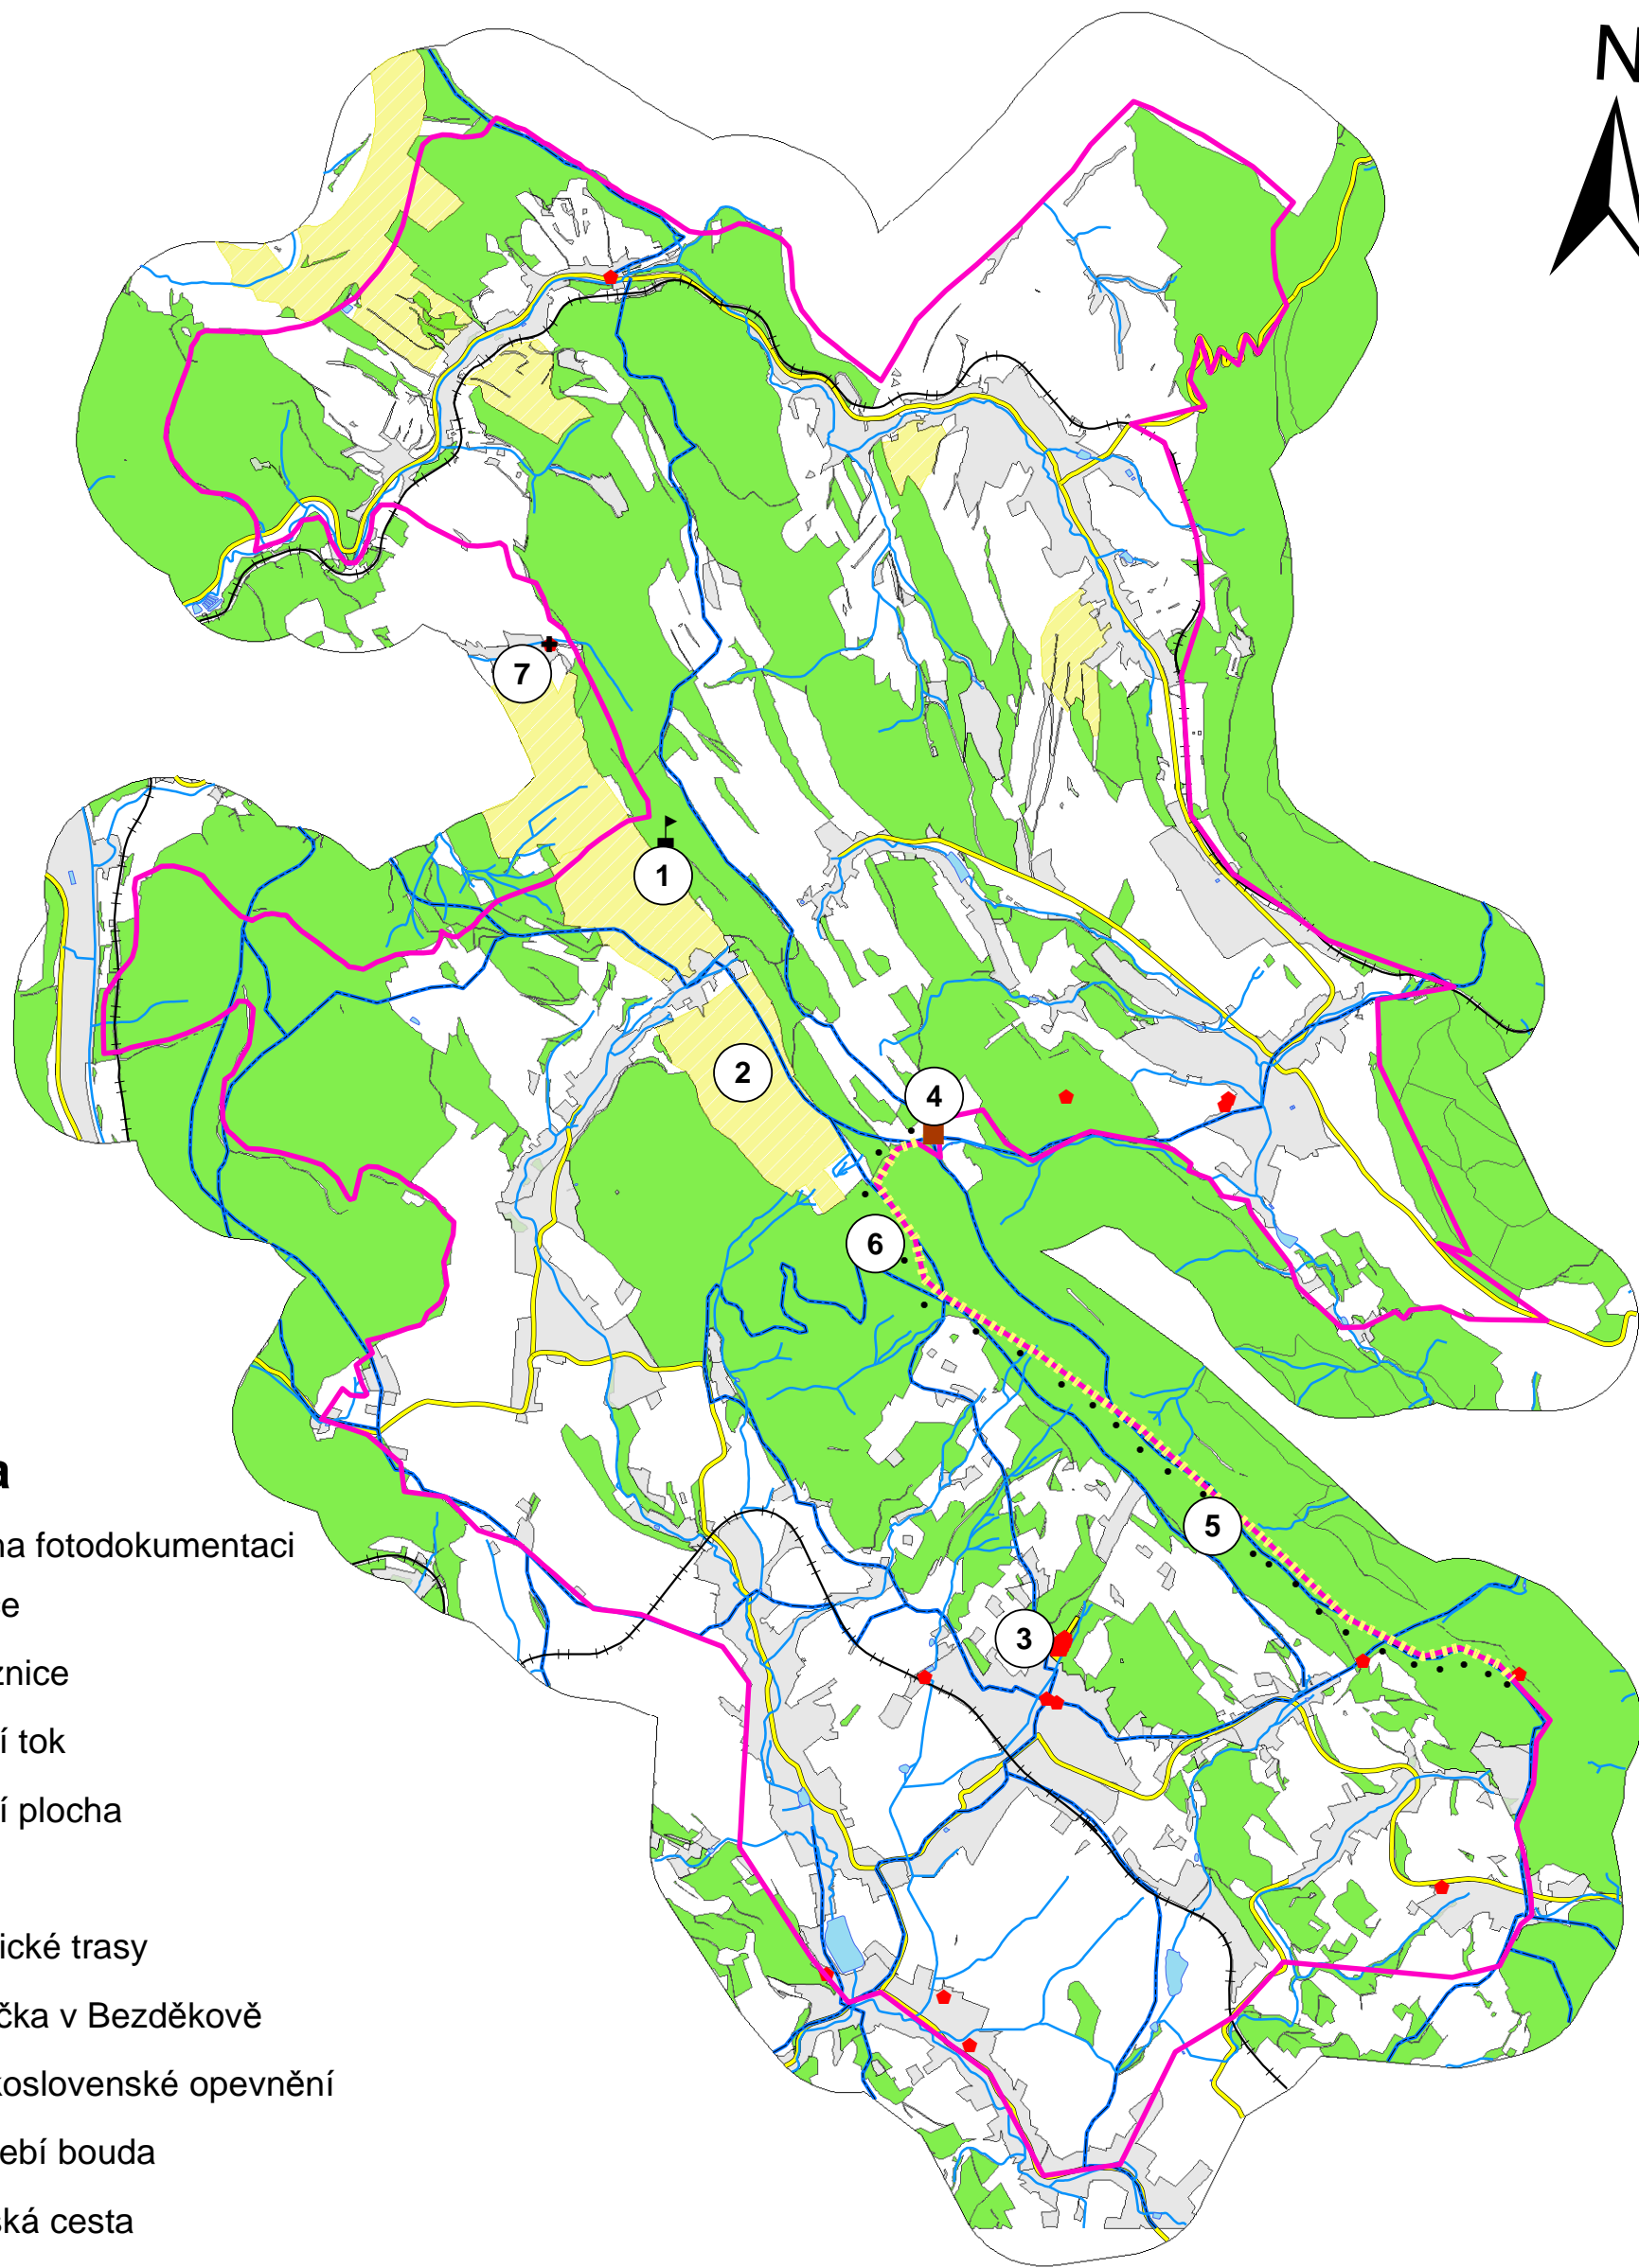 N
7
1
2
4
6
5
3
a
na fotodokumentaci
e
znice
í tok
í plocha
ické trasy
čka v Bezděkově
koslovenské opevnění
ebí bouda
ská cesta